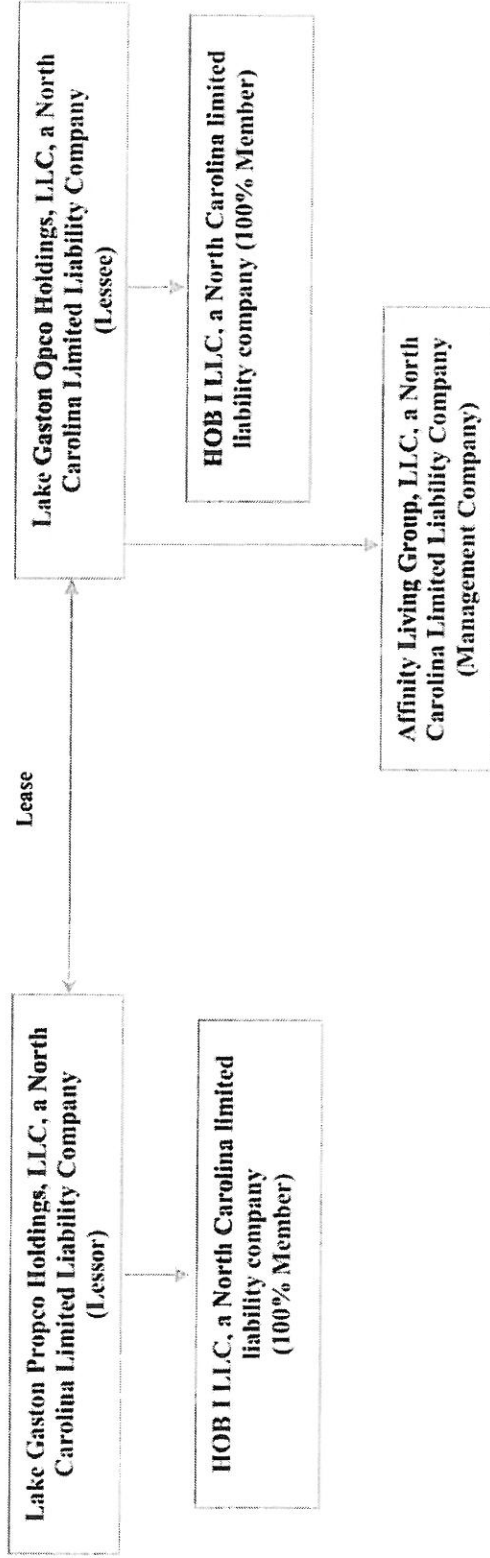 Lake Gaston Propco Holdings, LLC, a North
Carolina Limited Liability Company
(Lessor)
HOB I LLC, a North Carolina limited
liability company
(100% Member)
Lease
Lake Gaston Opco Holdings, LLC, a North
Carolina Limited Liability Company
(Lessee)
HOB I LLC, a North Carolina limited
liability company (100% Member)
Affinity Living Group, LLC, a North
Carolina Limited Liability Company
(Management Company)